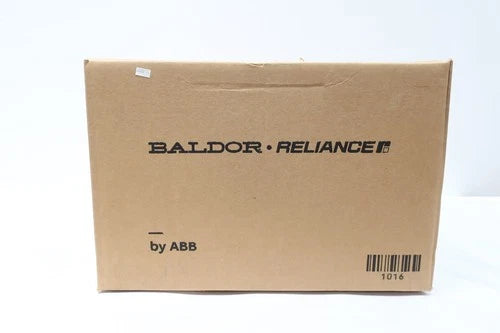 BALDOR · RELIANCE
by ABB
1016